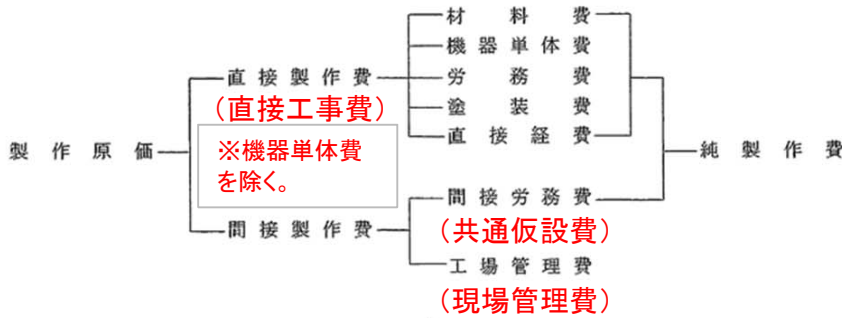 材料費
機器単体費
直接製作費
労務費
(直接工事費)
塗装費
直接経費
製作原価
※機器単体費
を除く。
純製作費
間接労務費
間接製作費
(共通仮設費)
工場管理費
(現場管理費)